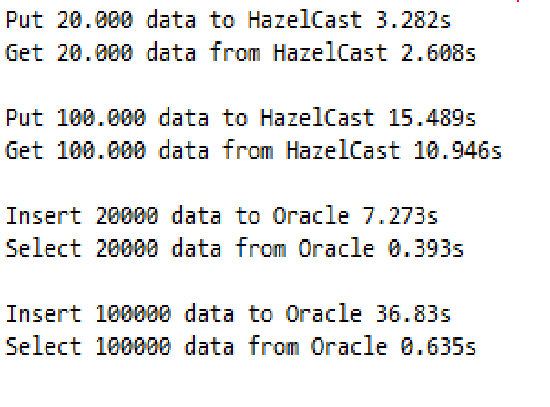 Put 20.000 data to HazelCast 3.282s
Get 20.000 data from HazelCast 2.608s
Put 100.000 data to HazelCast 15.489s
Get 100.000 data from HazelCast 10.946s
Insert 20000 data to Oracle 7.273s
Select 20000 data from Oracle 0.393s
Insert 100000 data to Oracle 36.83s
Select 100000 data from Oracle 0.635s